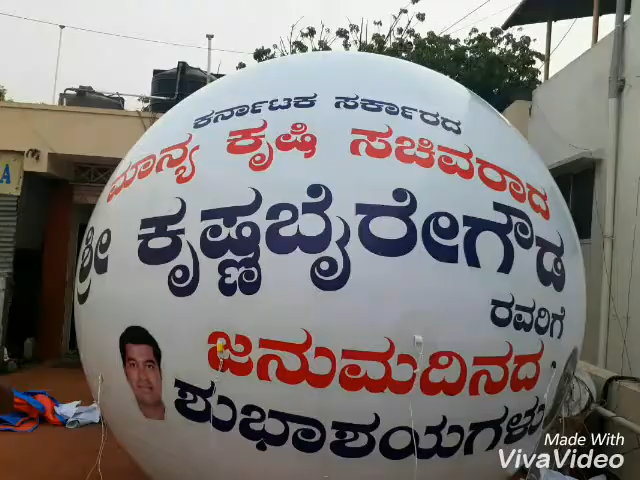 ಕರ್ನಾಟಕ ಸರ್ಕಾರದ
ಮಾನ್ಯ ಕೃಷಿ ಸಚಿವರಾದ
ಶ್ರೀ ಕೃಷ್ಣಬೈರೇಗೌಡ
ರವರಿಗೆ
ಜನುಮದಿನದ
ಶುಭಾಶಯಗಳು
Made With
VivaVideo